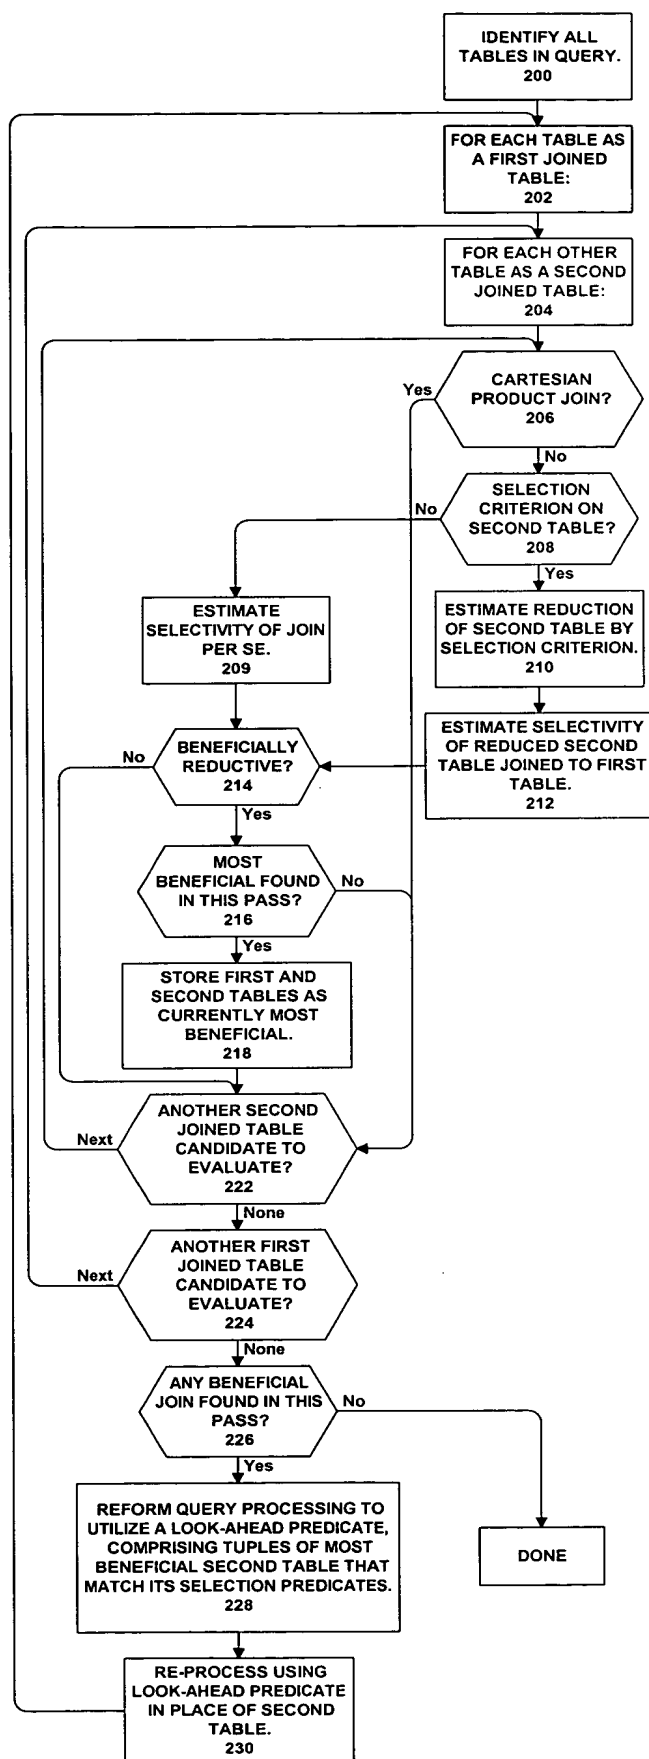 IDENTIFY ALL
TABLES IN QUERY.
200
FOR EACH TABLE AS
A FIRST JOINED
TABLE:
202
FOR EACH OTHER
TABLE AS A SECOND
JOINED TABLE:
204
Yes
CARTESIAN
PRODUCT JOIN?
206
No
No
SELECTION
CRITERION ON
SECOND TABLE?
208
Yes
ESTIMATE
SELECTIVITY OF JOIN
PER SE.
209
ESTIMATE REDUCTION
OF SECOND TABLE BY
SELECTION CRITERION.
210
ESTIMATE SELECTIVITY
OF REDUCED SECOND
TABLE JOINED TO FIRST
TABLE.
212
No
BENEFICIALLY
REDUCTIVE?
214
Yes
MOST
BENEFICIAL FOUND
IN THIS PASS?
216
No
Yes
STORE FIRST AND
SECOND TABLES AS
CURRENTLY MOST
BENEFICIAL.
218
Next
ANOTHER SECOND
JOINED TABLE
CANDIDATE TO
EVALUATE?
222
None
Next
ANOTHER FIRST
JOINED TABLE
CANDIDATE TO
EVALUATE?
224
None
ANY BENEFICIAL
JOIN FOUND IN THIS
PASS?
226
No
Yes
REFORM QUERY PROCESSING TO
UTILIZE A LOOK-AHEAD PREDICATE,
COMPRISING TUPLES OF MOST
BENEFICIAL SECOND TABLE THAT
MATCH ITS SELECTION PREDICATES.
228
DONE
RE-PROCESS USING
LOOK-AHEAD PREDICATE
IN PLACE OF SECOND
TABLE.
230